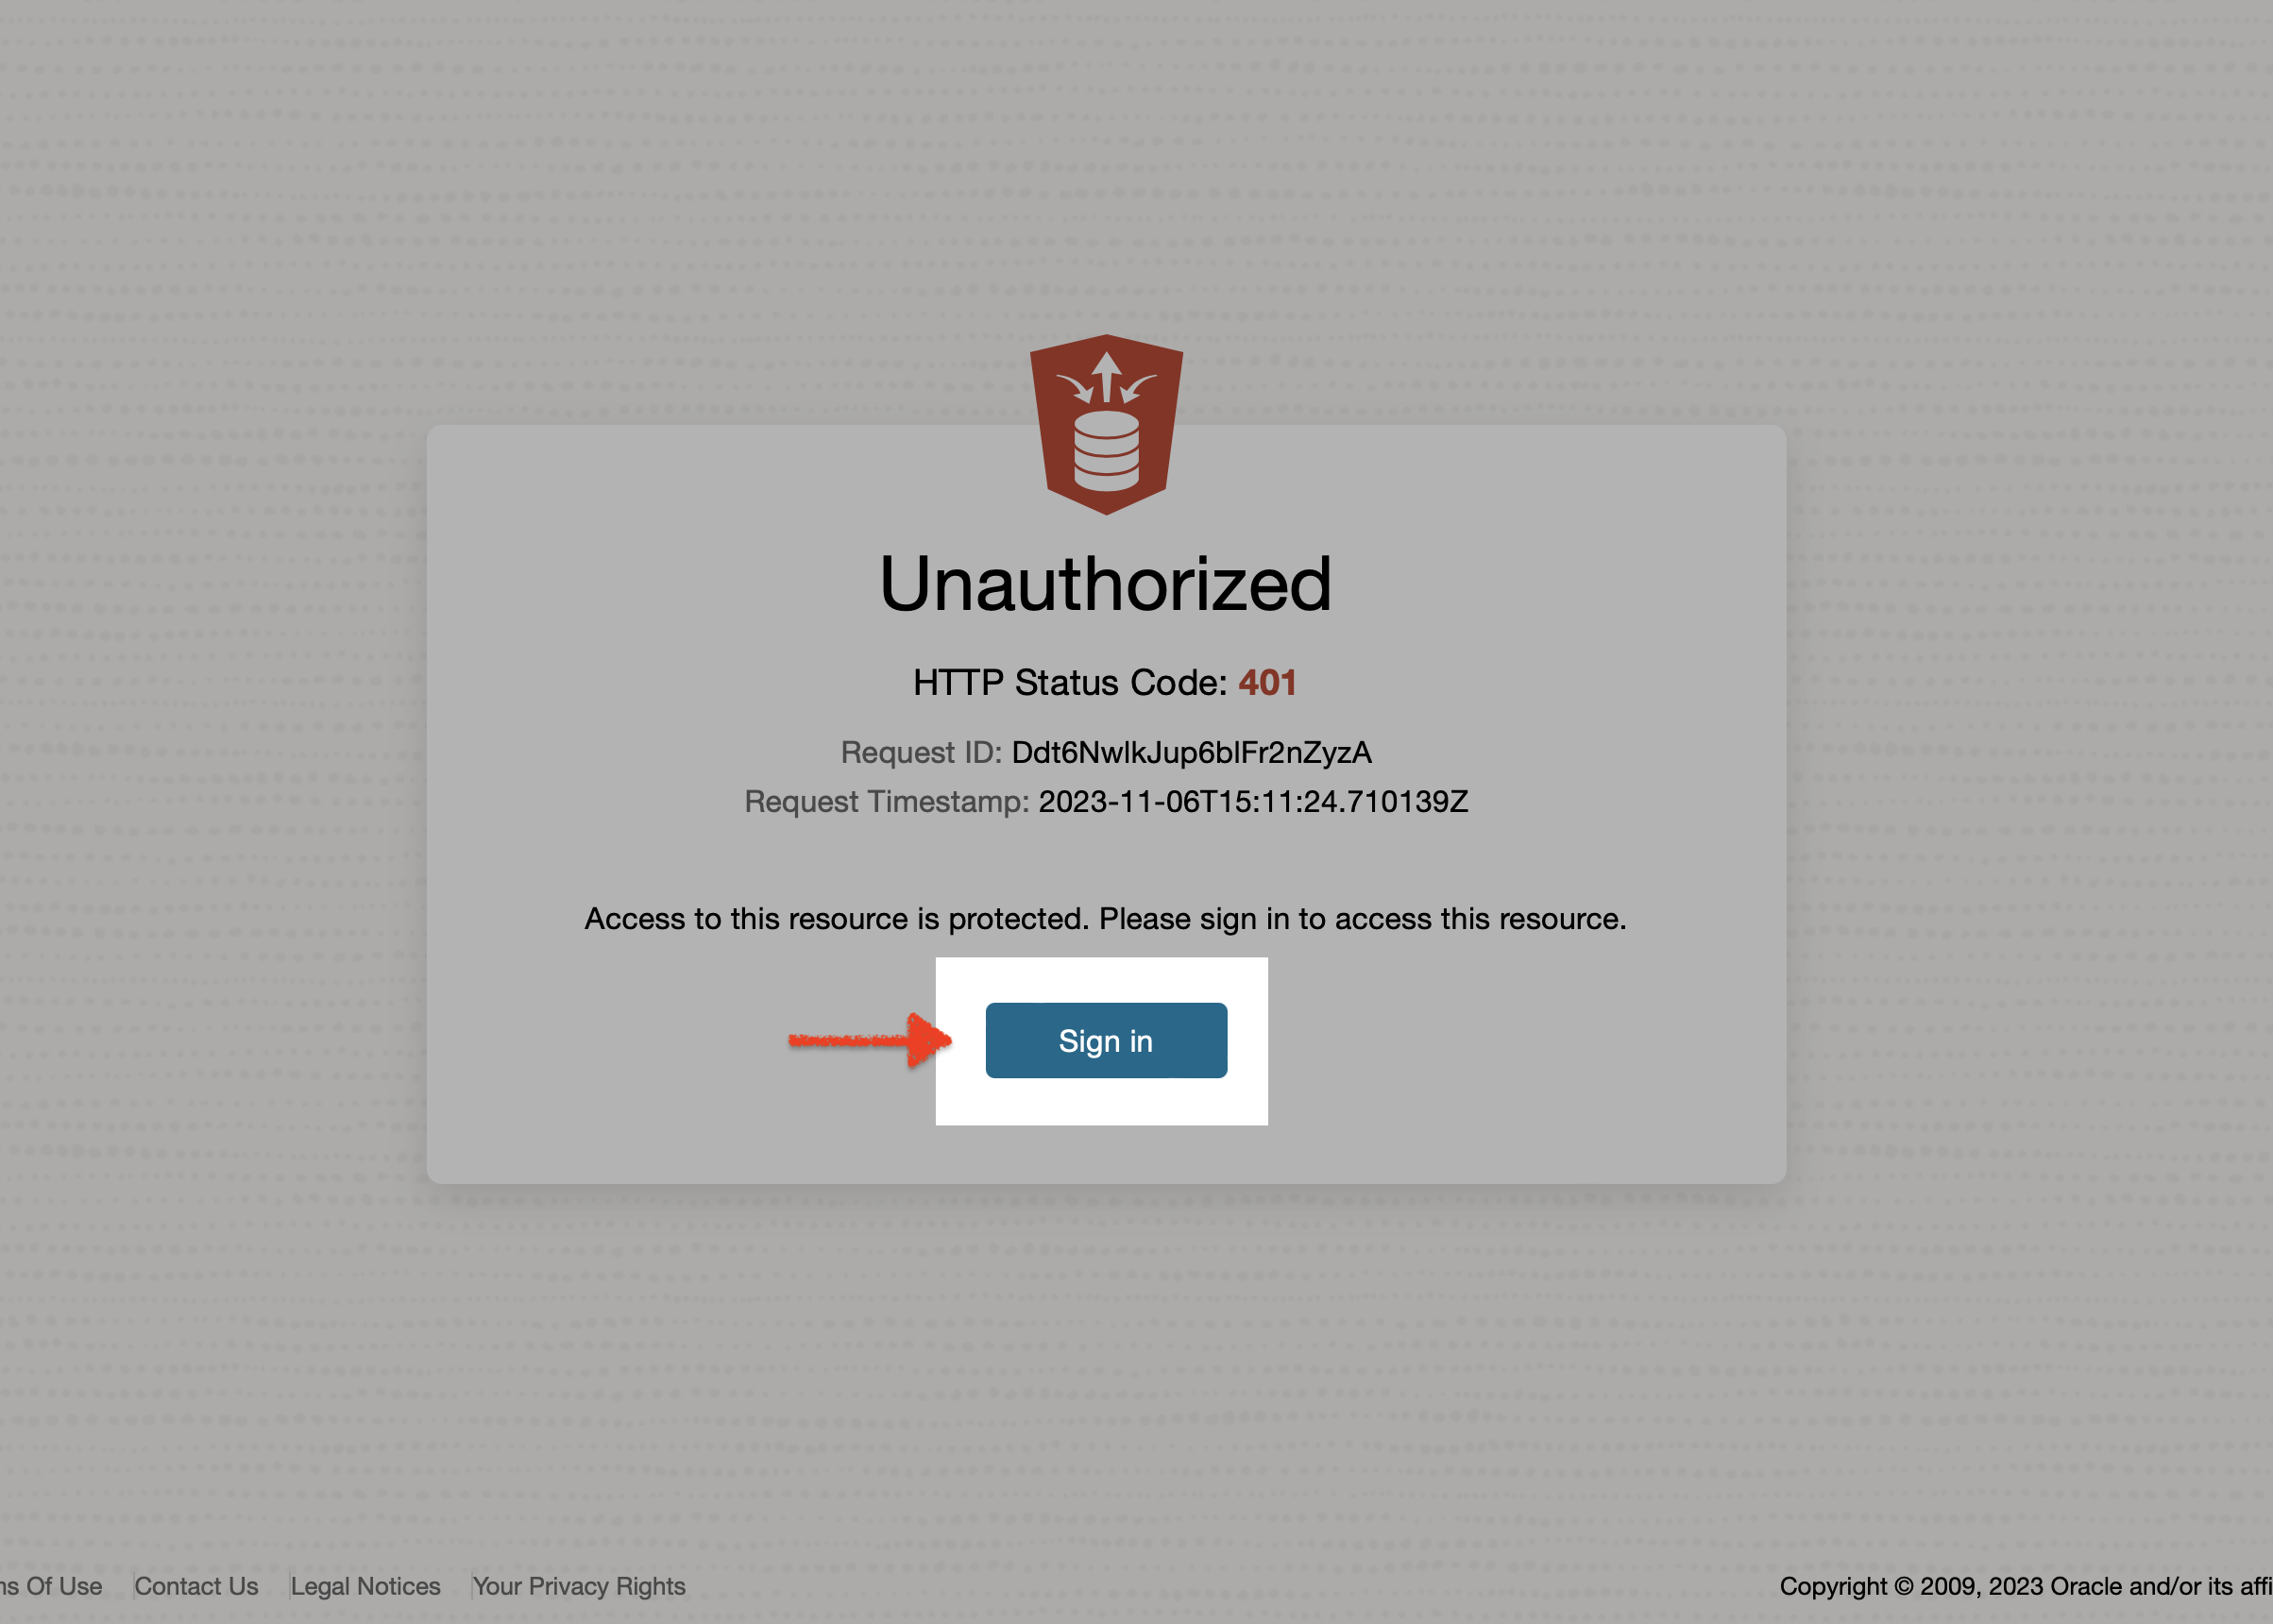 Unauthorized
HTTP Status Code: 401
Request ID: Ddt6NwlkJup6blFr2nZyzA
Request Timestamp: 2023-11-06T15:11:24.710139Z
Access to this resource is protected. Please sign in to access this resource.
Sign in
ns Of Use Contact Us Legal Notices Your Privacy Rights Copyright © 2009, 2023 Oracle and/or its affi